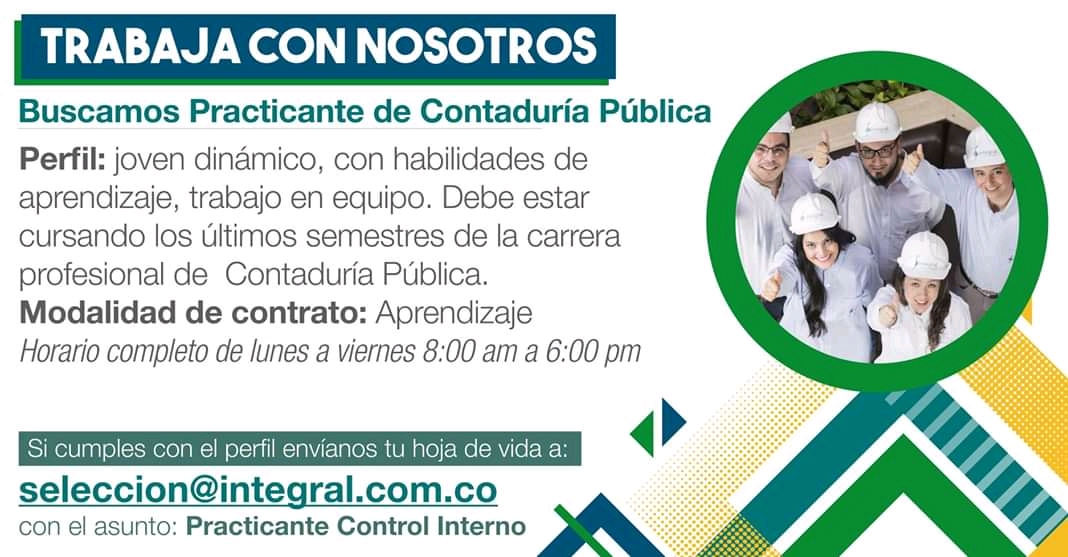 TRABAJA CON NOSOTROS
Buscamos Practicante de Contaduría Pública
Perfil: joven dinámico, con habilidades de
aprendizaje, trabajo en equipo. Debe estar
cursando los últimos semestres de la carrera
profesional de Contaduría Pública.
Modalidad de contrato: Aprendizaje
Horario completo de lunes a viernes 8:00 am a 6:00 pm
Si cumples con el perfil envíanos tu hoja de vida a:
seleccion@integral.com.co
con el asunto: Practicante Control Interno